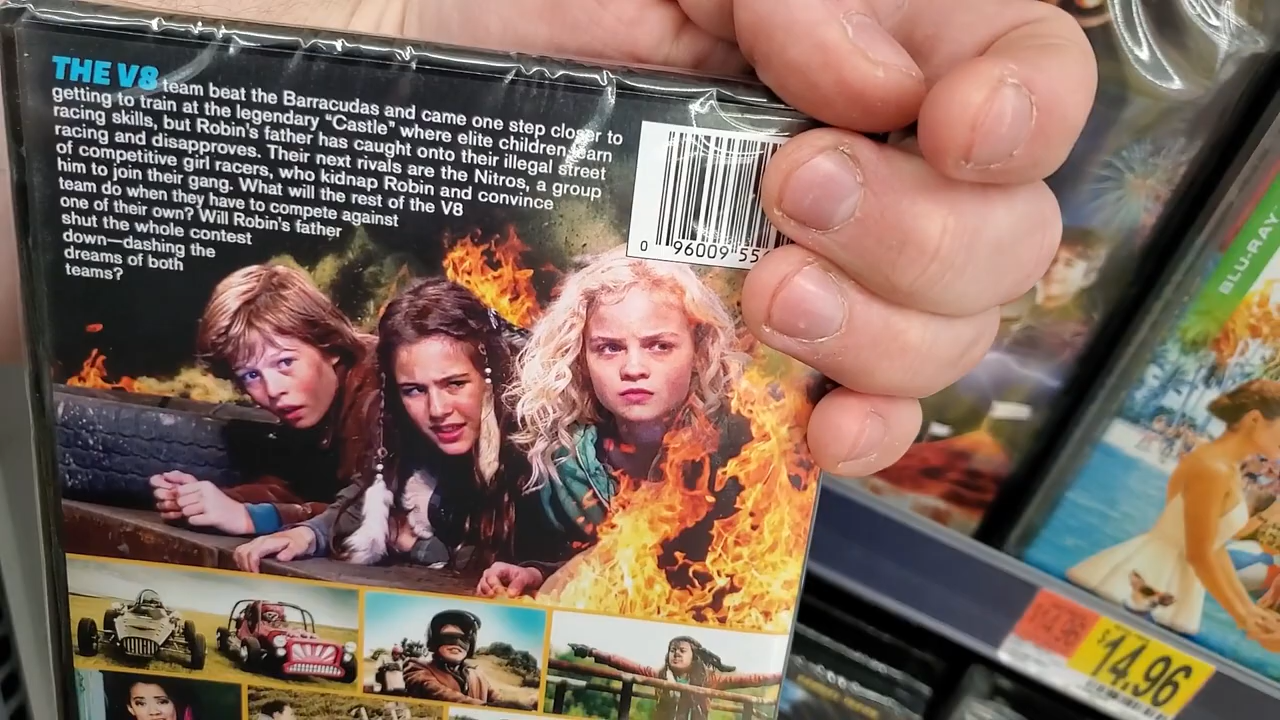 THE V8 team beat the Barracudas and came one step closer to
getting to train at the legendary “Castle” where elite children learn
racing skills, but Robin's father has caught onto their illegal street
racing and disapproves. Their next rivals are the Nitros, a group
of competitive girl racers, who kidnap Robin and convince
him to join their gang. What will the rest of the V8
team do when they have to compete against
one of their own? Will Robin's father
shut the whole contest
down—dashing the
dreams of both
teams?
0 96009 55
BLU-RAY
$14.96